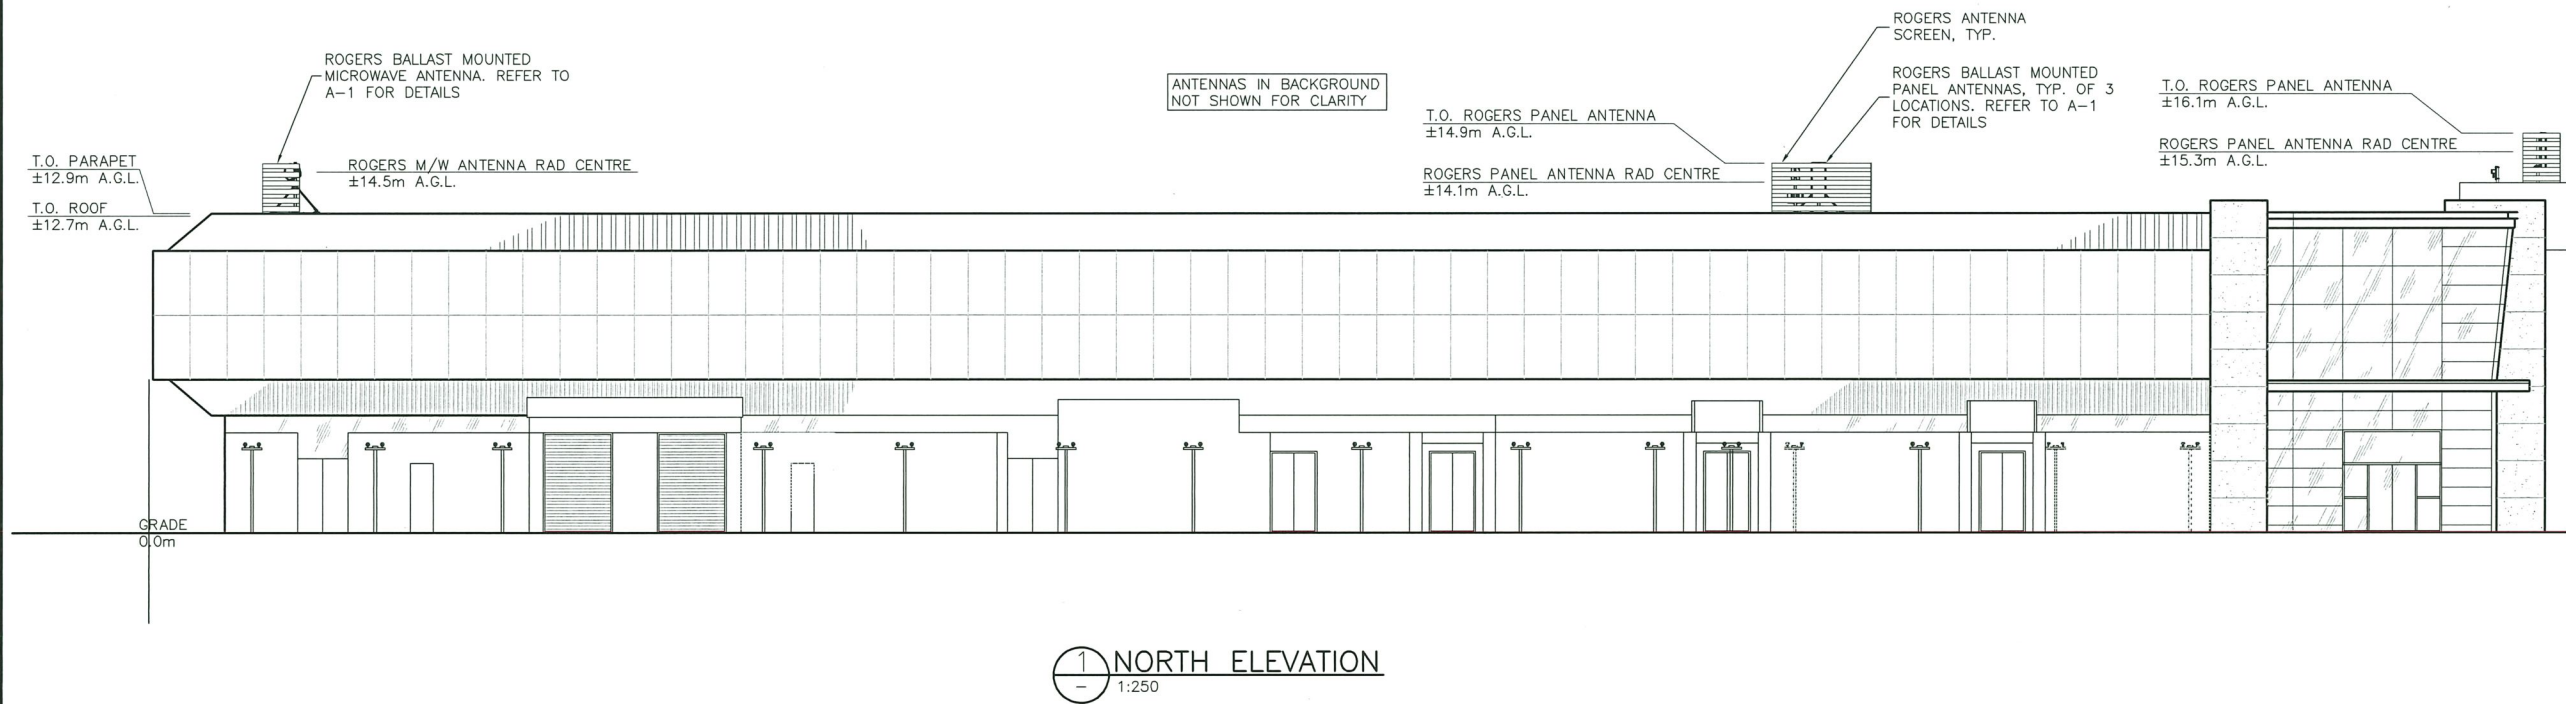 ROGERS BALLAST MOUNTED
MICROWAVE ANTENNA. REFER TO
A-1 FOR DETAILS
T.O. PARAPET
±12.9m A.G.L.
T.O. ROOF
±12.7m A.G.L.
ROGERS M/W ANTENNA RAD CENTRE
±14.5m A.G.L.
ANTENNAS IN BACKGROUND
NOT SHOWN FOR CLARITY
T.O. ROGERS PANEL ANTENNA
±14.9m A.G.L.
ROGERS PANEL ANTENNA RAD CENTRE
±14.1m A.G.L.
ROGERS ANTENNA
SCREEN, TYP.
ROGERS BALLAST MOUNTED
PANEL ANTENNAS, TYP. OF 3
LOCATIONS. REFER TO A-1
FOR DETAILS
T.O. ROGERS PANEL ANTENNA
±16.1m A.G.L.
ROGERS PANEL ANTENNA RAD CENTRE
±15.3m A.G.L.
GRADE
0.0m
1
-
NORTH ELEVATION
1:250